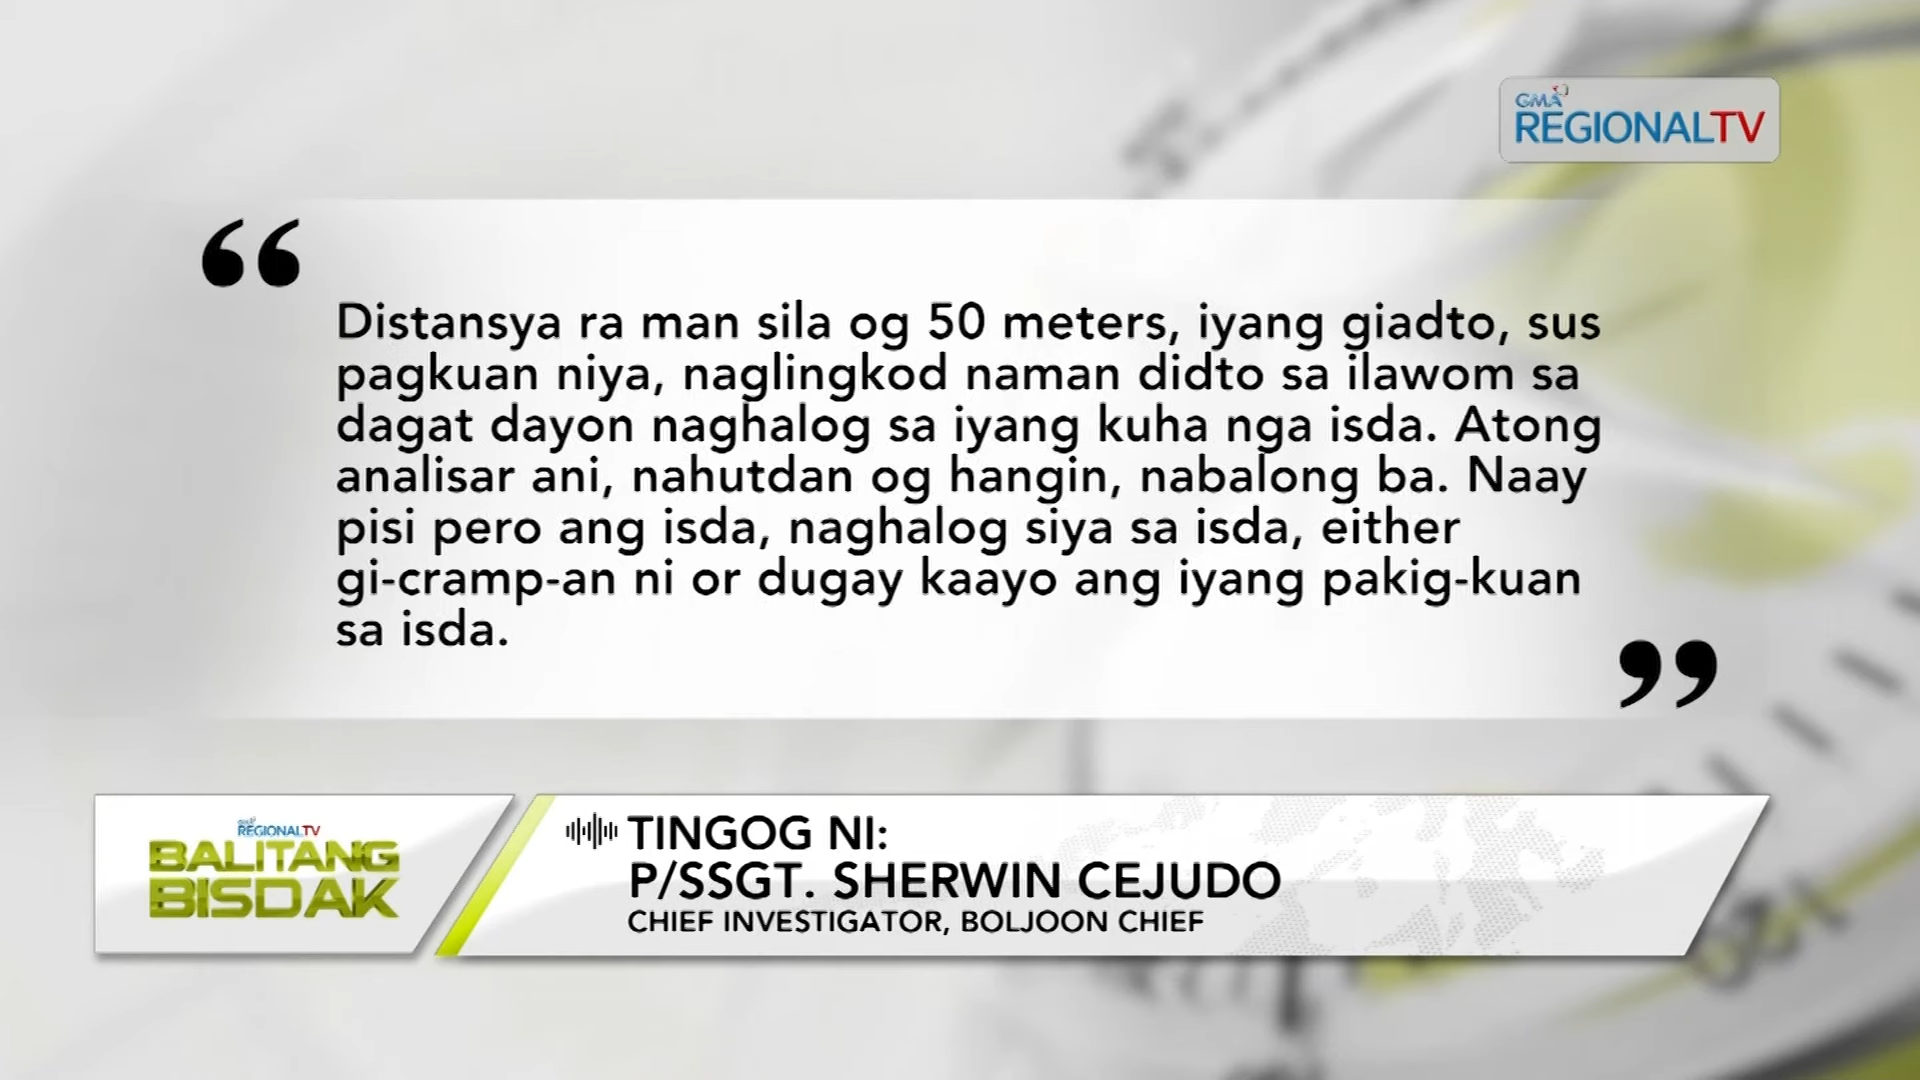 GMA
REGIONALTV
“
Distansya ra man sila og 50 meters, iyang giadto, sus
pagkuan niya, naglingkod naman didto sa ilawom sa
dagat dayon naghalog sa iyang kuha nga isda. Atong
analisar ani, nahutdan og hangin, nabalong ba. Naay
pisi pero ang isda, naghalog siya sa isda, either
gi-cramp-an ni or dugay kaayo ang iyang pakig-kuan
sa isda.
”
GMA
REGIONALTV
BALITANG
BISDAK
TINGOG NI:
P/SSGT. SHERWIN CEJUDO
CHIEF INVESTIGATOR, BOLJOON CHIEF